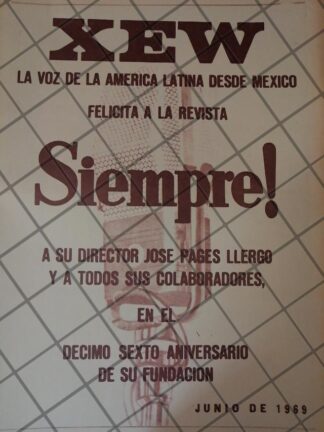 XEW
LA VOZ DE LA AMERICA LATINA DESDE MEXICO
FELICITA A LA REVISTA
Siempre!
A SU DIRECTOR JOSE PAGES LLERGO
Y A TODOS SUS COLABORADORES,
EN EL
DECIMO SEXTO ANIVERSARIO
DE SU FUNDACION
JUNIO DE 1969